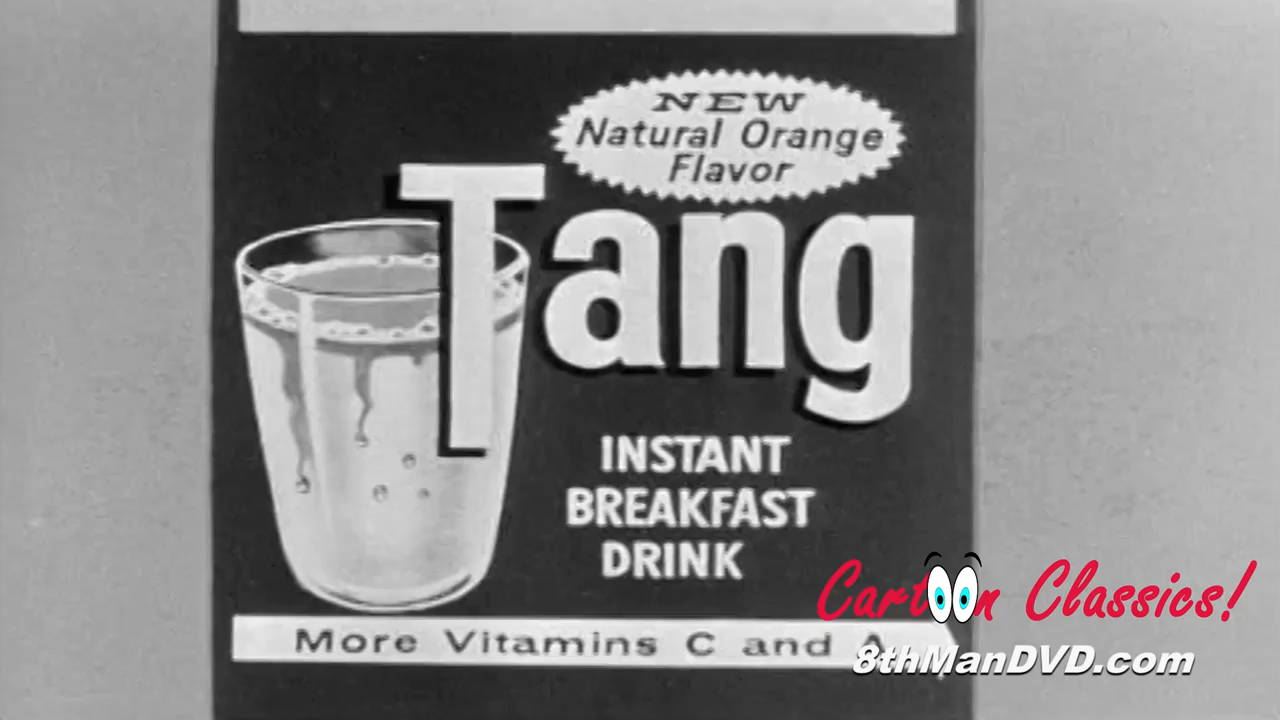 NEW
Natural Orange
Flavor
Tang
INSTANT
BREAKFAST
DRINK
Cartoon Classics!
More Vitamins C and A
8thManDVD.com